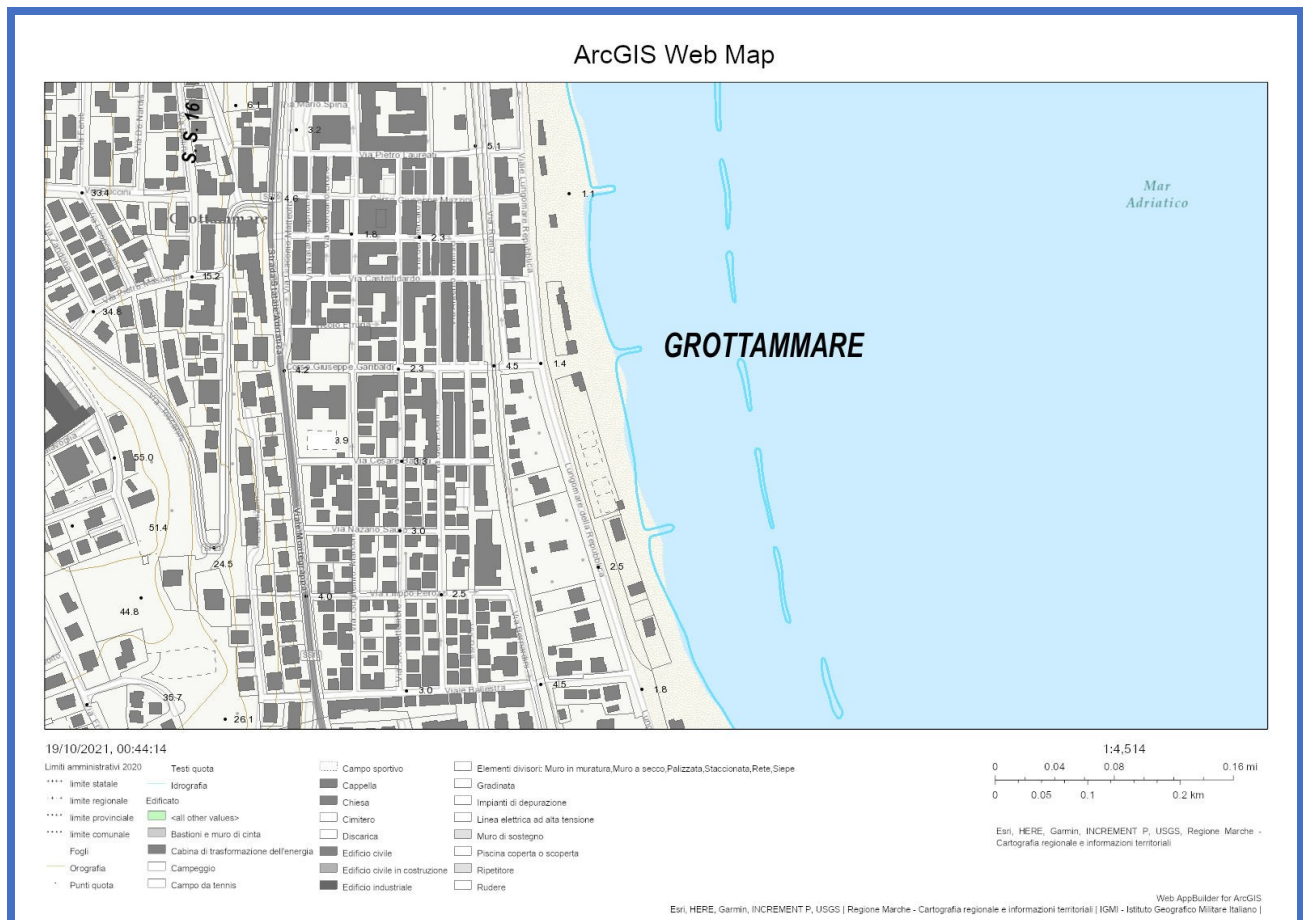 ArcGIS Web Map
6.1
Via Mario Spina
S. S. 16
3.2
5.1
Via Pietro Laureati
Viale Lungomare Repubblica
33.4
4.6
1.1
Mar
Adriatico
Grottammare
Via Roma
1.8
2.3
15.2
Via Castelfidardo
Via Pietro Mascagni
34.8
Strada Statale Adriatica
GROTTAMMARE
4.2
Corso Giuseppe Garibaldi
2.3
4.5
1.4
3.9
55.0
3.3
Lungomare della Repubblica
51.4
Viale Montegrappa
Via Nazario Sauro
3.0
24.5
2.5
44.8
4.0
2.5
35.7
26.1
3.0
Viale Ballestra
4.5
1.8
19/10/2021, 00:44:14
Limiti amministrativi 2020
limite statale
limite regionale
limite provinciale
limite comunale
Fogli
Orografia
Punti quota
Testi quota
Idrografia
Edificato
<all other values>
Bastioni e muro di cinta
Cabina di trasformazione dell'energia
Campeggio
Campo da tennis
Campo sportivo
Cappella
Chiesa
Cimitero
Discarica
Edificio civile
Edificio civile in costruzione
Edificio industriale
Elementi divisori: Muro in muratura,Muro a secco,Palizzata,Staccionata,Rete,Siepe
Gradinata
Impianti di depurazione
Linea elettrica ad alta tensione
Muro di sostegno
Piscina coperta o scoperta
Ripetitore
Rudere
1:4,514
0 0.04 0.08 0.16 mi
0 0.05 0.1 0.2 km
Esri, HERE, Garmin, INCREMENT P, USGS, Regione Marche -
Cartografia regionale e informazioni territoriali
Web AppBuilder for ArcGIS
Esri, HERE, Garmin, INCREMENT P, USGS | Regione Marche - Cartografia regionale e informazioni territoriali | IGMI - Istituto Geografico Militare Italiano |